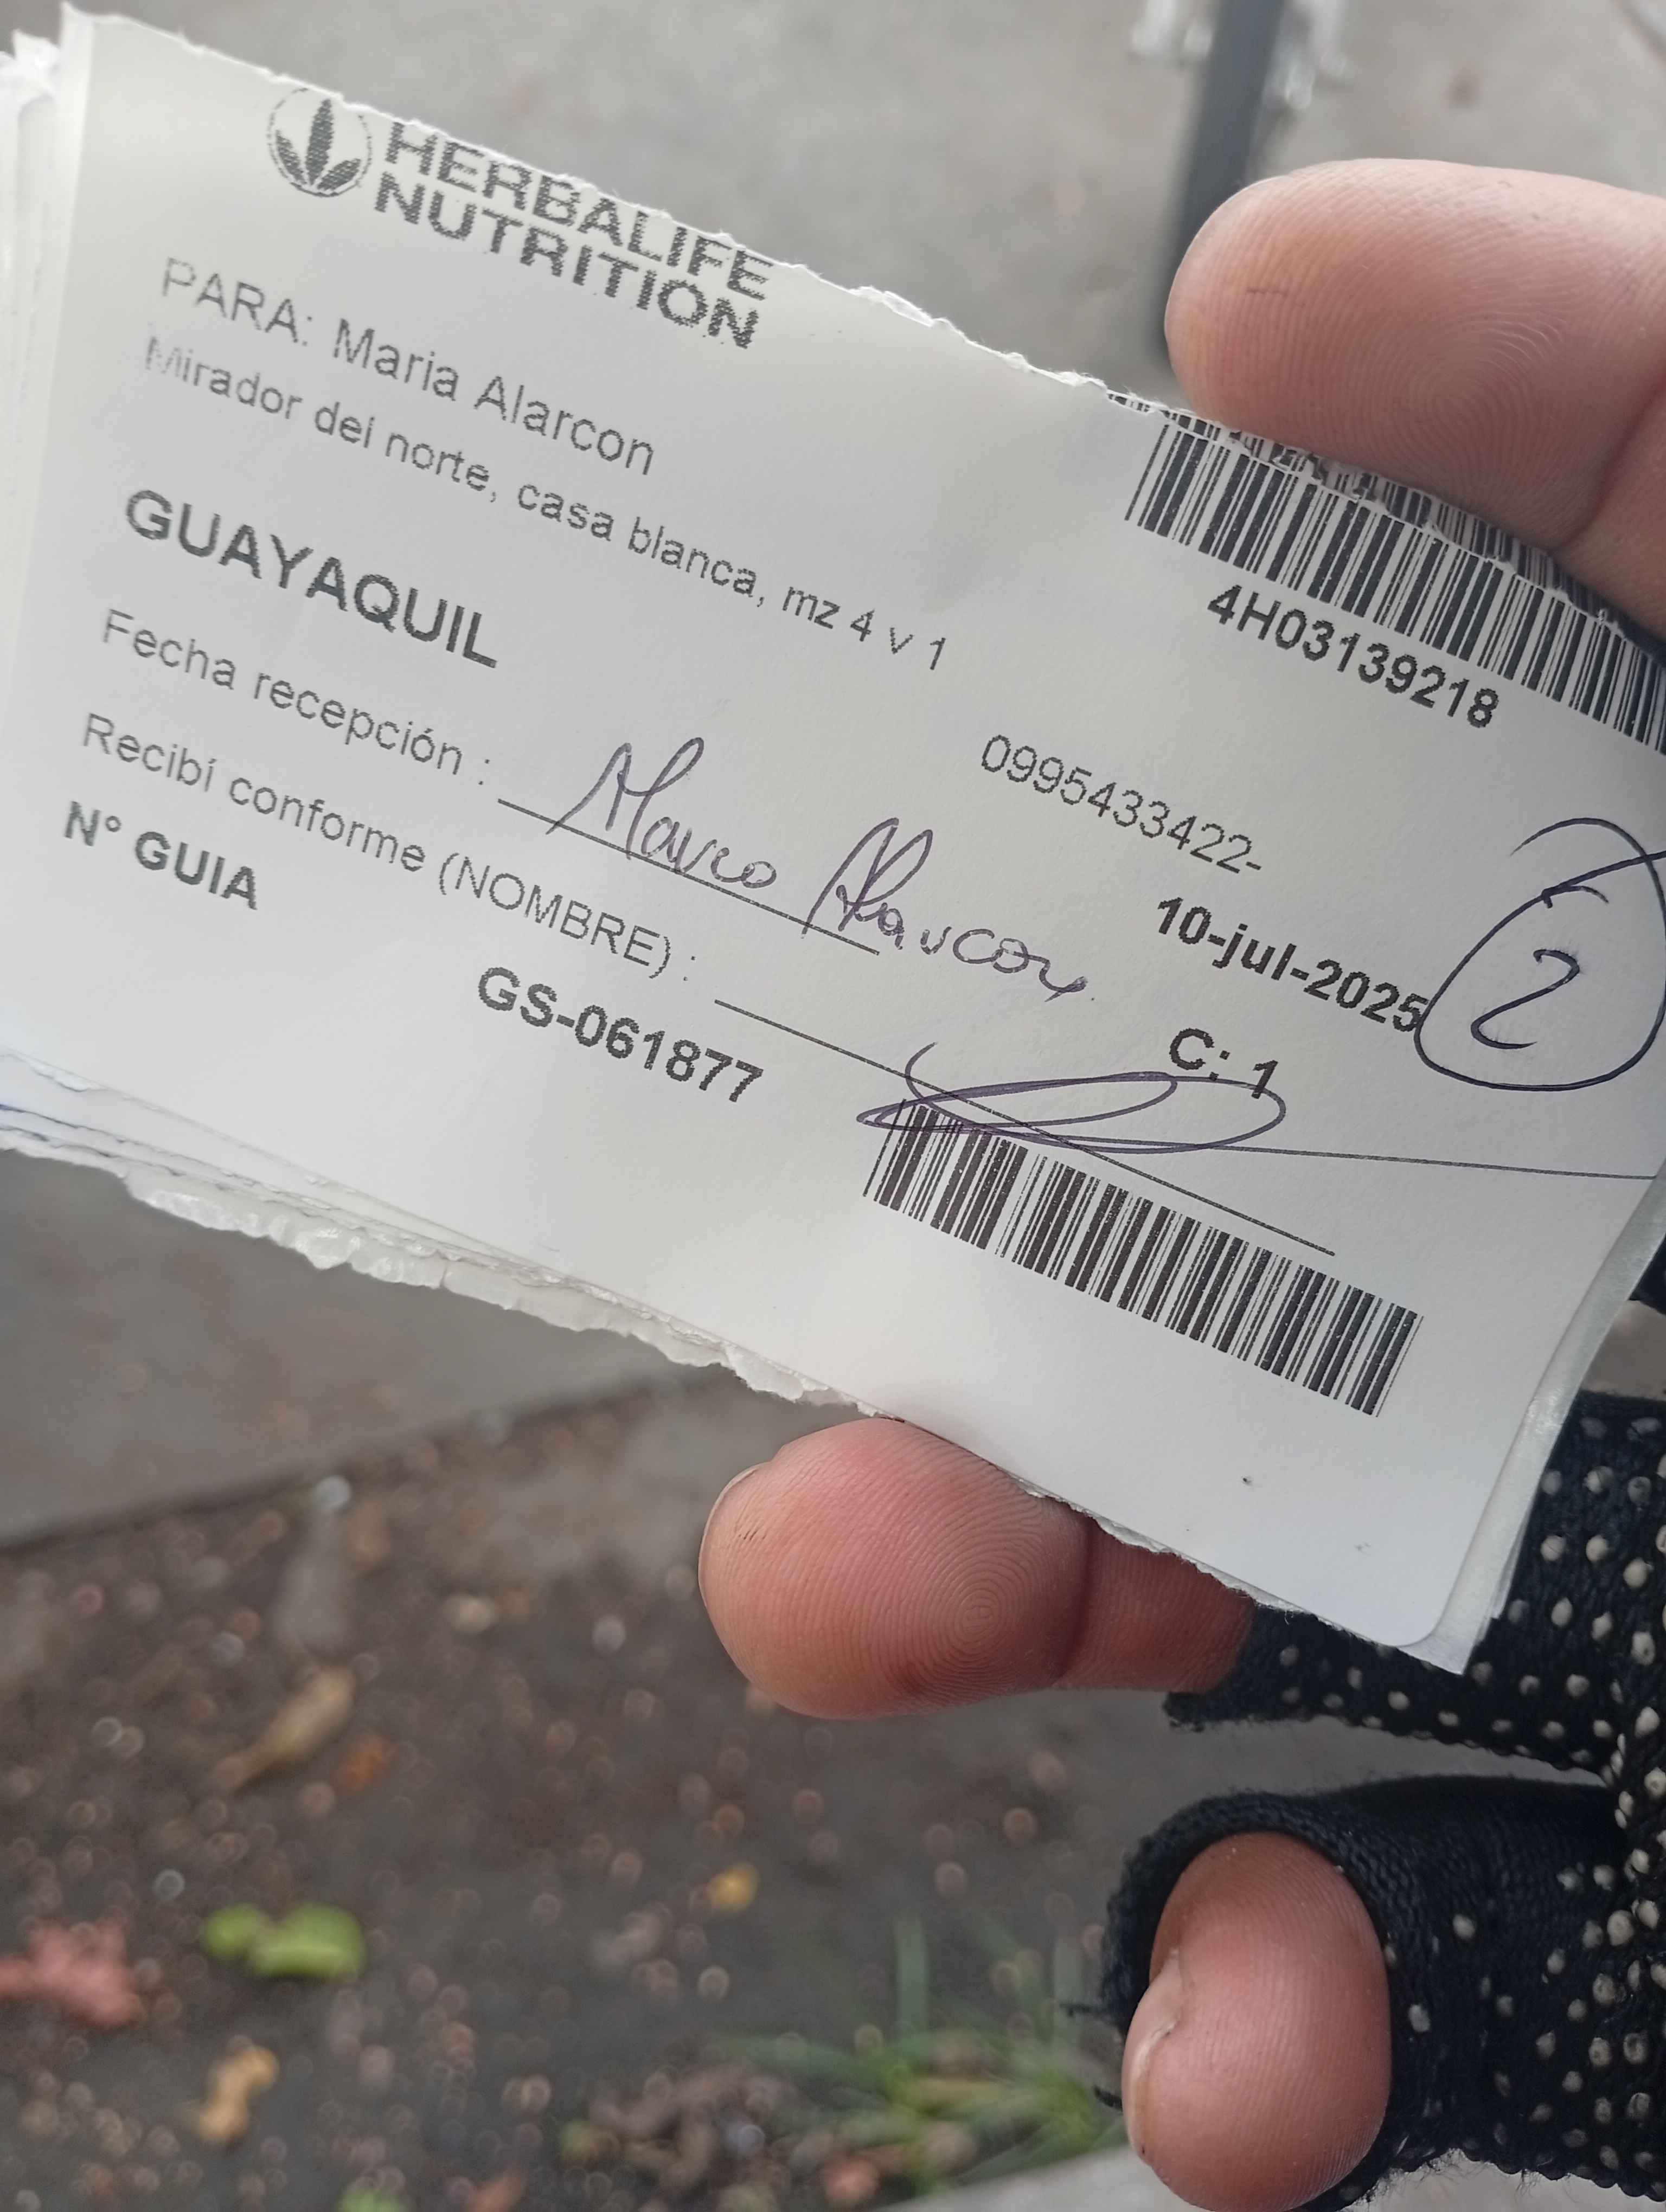 HERBALIFE
NUTRITION
PARA: Maria Alarcon
Mirador del norte, casa blanca, mz 4 v 1
4H03139218
GUAYAQUIL
0995433422-
Fecha recepción : Marco Alarcon
10-jul-2025
2
Recibí conforme (NOMBRE) :
C: 1
N° GUIA
GS-061877